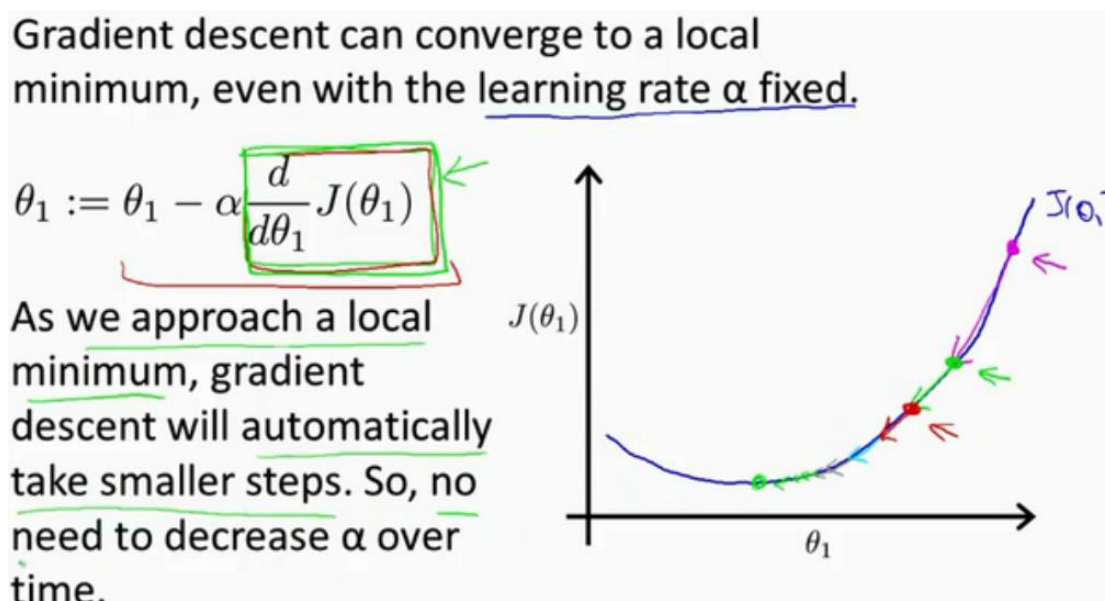 Gradient descent can converge to a local
minimum, even with the learning rate α fixed.
θ₁ := θ₁ − α d/dθ₁ J(θ₁)
As we approach a local
minimum, gradient
descent will automatically
take smaller steps. So, no
need to decrease α over
time.
J(θ₁)
J(θ₁)
θ₁